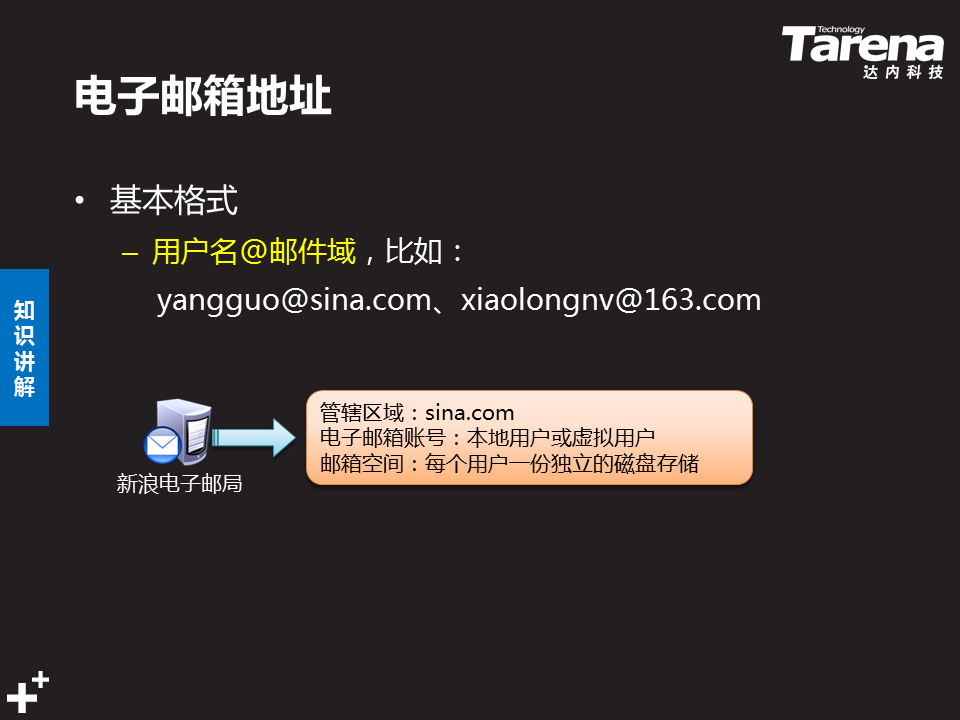 Technology
Tarena
达内科技
电子邮箱地址
• 基本格式
– 用户名@邮件域，比如：
yangguo@sina.com、xiaolongnv@163.com
知识讲解
管辖区域：sina.com
电子邮箱账号：本地用户或虚拟用户
邮箱空间：每个用户一份独立的磁盘存储
新浪电子邮局